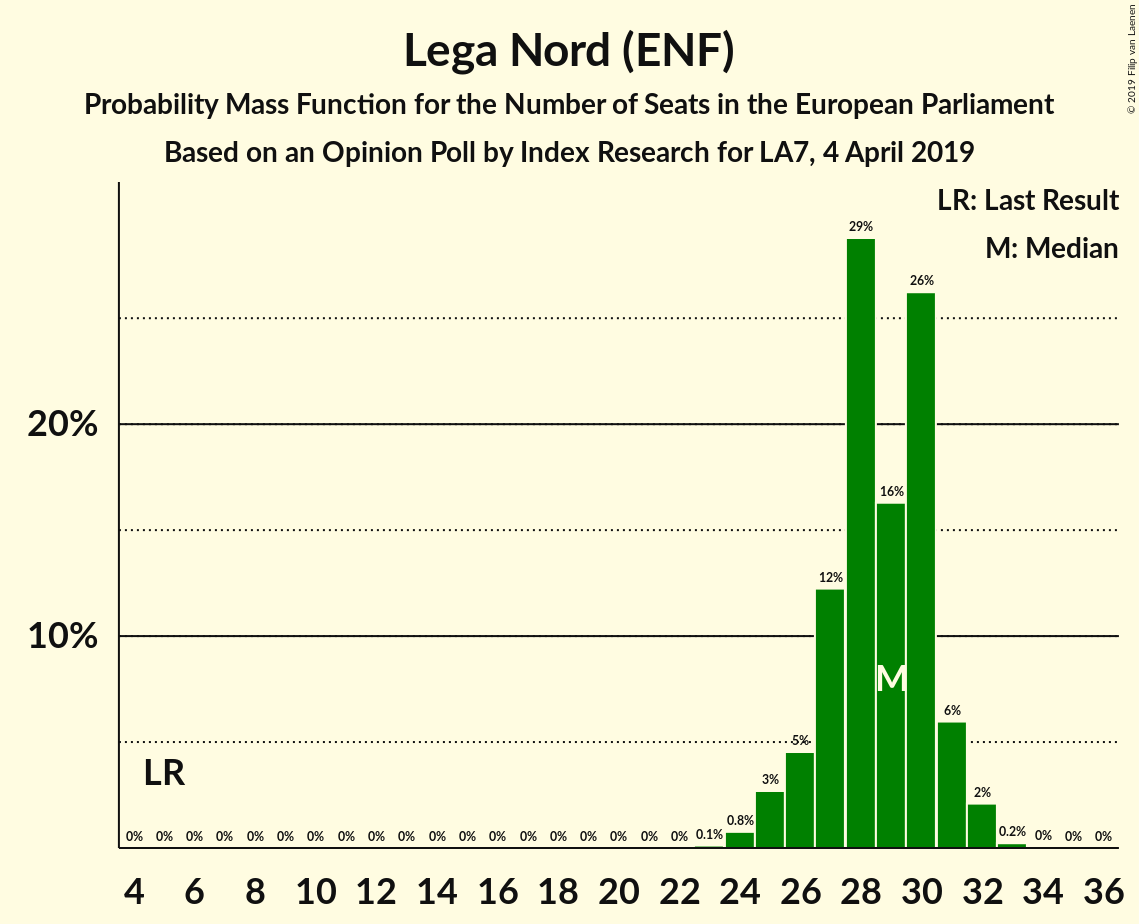 Lega Nord (ENF)
Probability Mass Function for the Number of Seats in the European Parliament
Based on an Opinion Poll by Index Research for LA7, 4 April 2019
© 2019 Filip van Laenen
LR: Last Result
M: Median
29%
26%
20%
16%
12%
10%
M
6%
5%
LR
3%
2%
0% 0% 0% 0% 0% 0% 0% 0% 0% 0% 0% 0% 0% 0% 0% 0% 0% 0% 0% 0.1% 0.8% 0.2% 0% 0% 0%
4 6 8 10 12 14 16 18 20 22 24 26 28 30 32 34 36